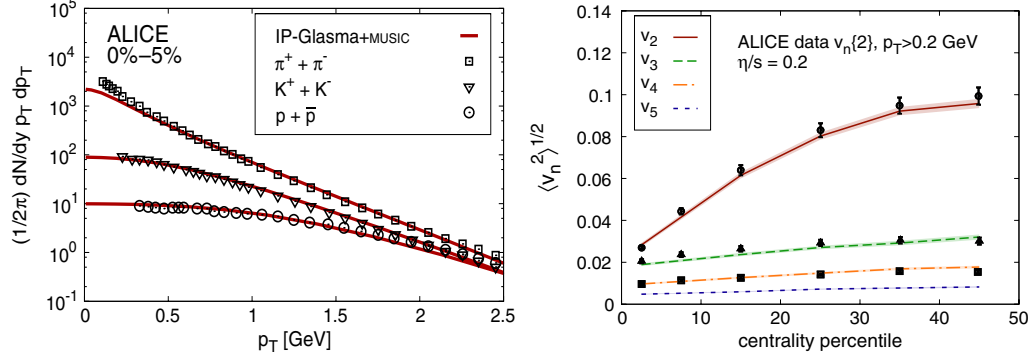 ALICE
0%–5%
IP-Glasma+MUSIC
π⁺ + π⁻
K⁺ + K⁻
p + p̅
(1/2π) dN/dy p_T dp_T
10⁴
10³
10²
10¹
10⁰
10⁻¹
0 0.5 1 1.5 2 2.5
p_T [GeV]
v₂
v₃
v₄
v₅
ALICE data vₙ{2}, p_T>0.2 GeV
η/s = 0.2
⟨vₙ²⟩^1/2
0.14
0.12
0.1
0.08
0.06
0.04
0.02
0
0 10 20 30 40 50
centrality percentile